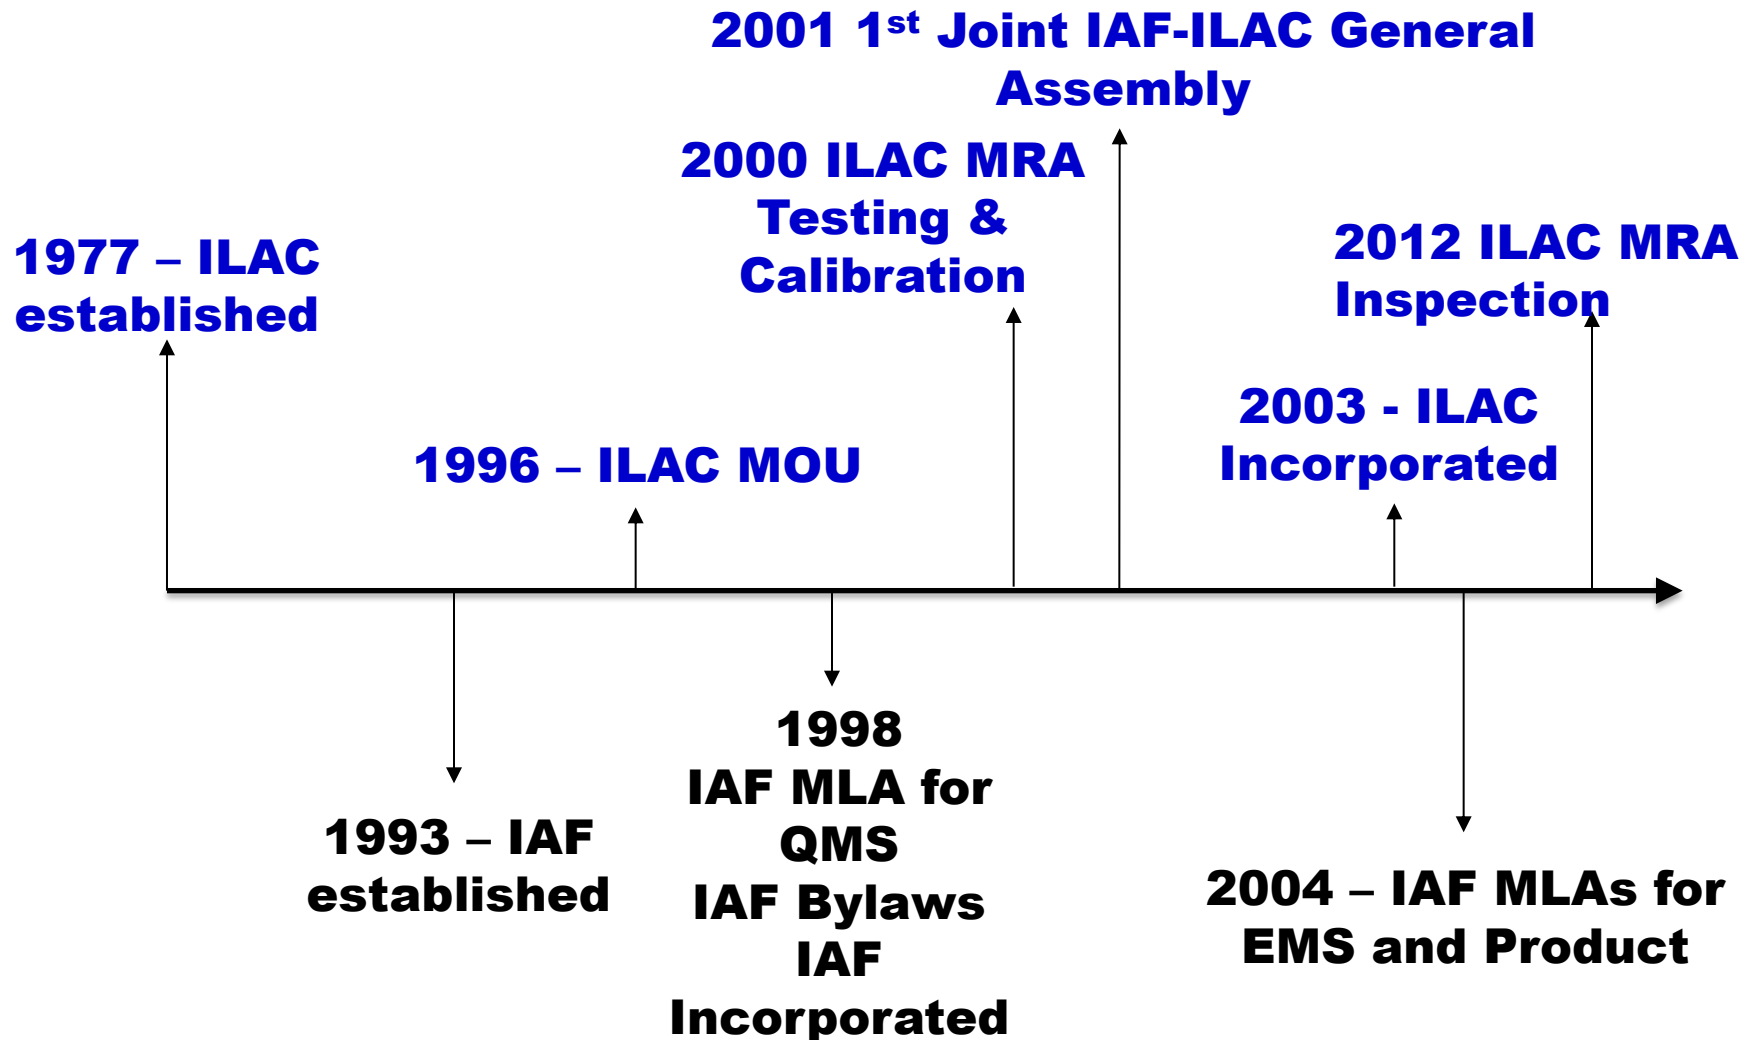 2001 1st Joint IAF-ILAC General
Assembly
2000 ILAC MRA
Testing &
Calibration
1977 – ILAC
established
2012 ILAC MRA
Inspection
2003 - ILAC
Incorporated
1996 – ILAC MOU
1993 – IAF
established
1998
IAF MLA for
QMS
IAF Bylaws
IAF
Incorporated
2004 – IAF MLAs for
EMS and Product